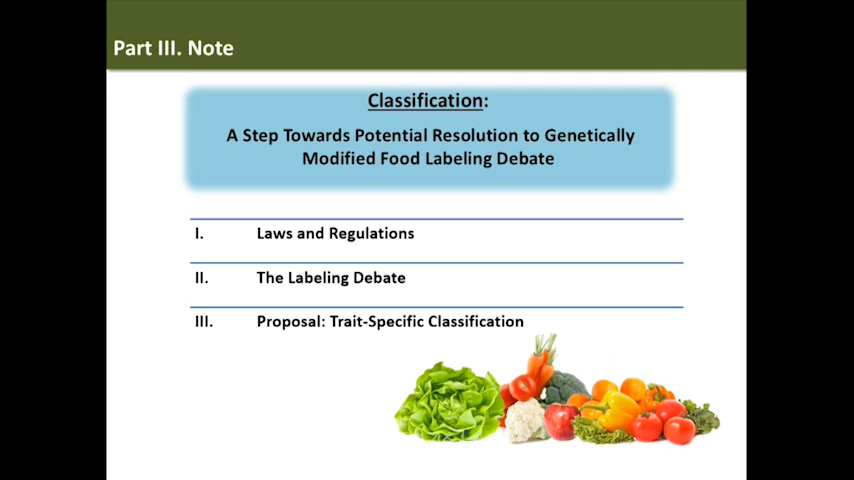 Part III. Note
Classification:
A Step Towards Potential Resolution to Genetically
Modified Food Labeling Debate
I. Laws and Regulations
II. The Labeling Debate
III. Proposal: Trait-Specific Classification